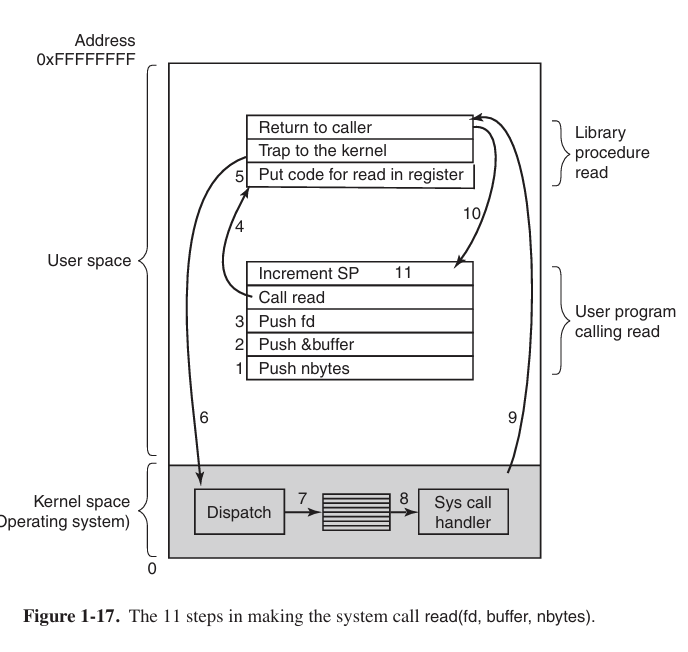 Address
0xFFFFFFFF
Return to caller
Trap to the kernel
5 Put code for read in register
Library
procedure
read
4
10
User space
Increment SP 11
Call read
3 Push fd
2 Push &buffer
1 Push nbytes
User program
calling read
6
9
Kernel space
Operating system)
Dispatch
7
8
Sys call
handler
0
Figure 1-17. The 11 steps in making the system call read(fd, buffer, nbytes).